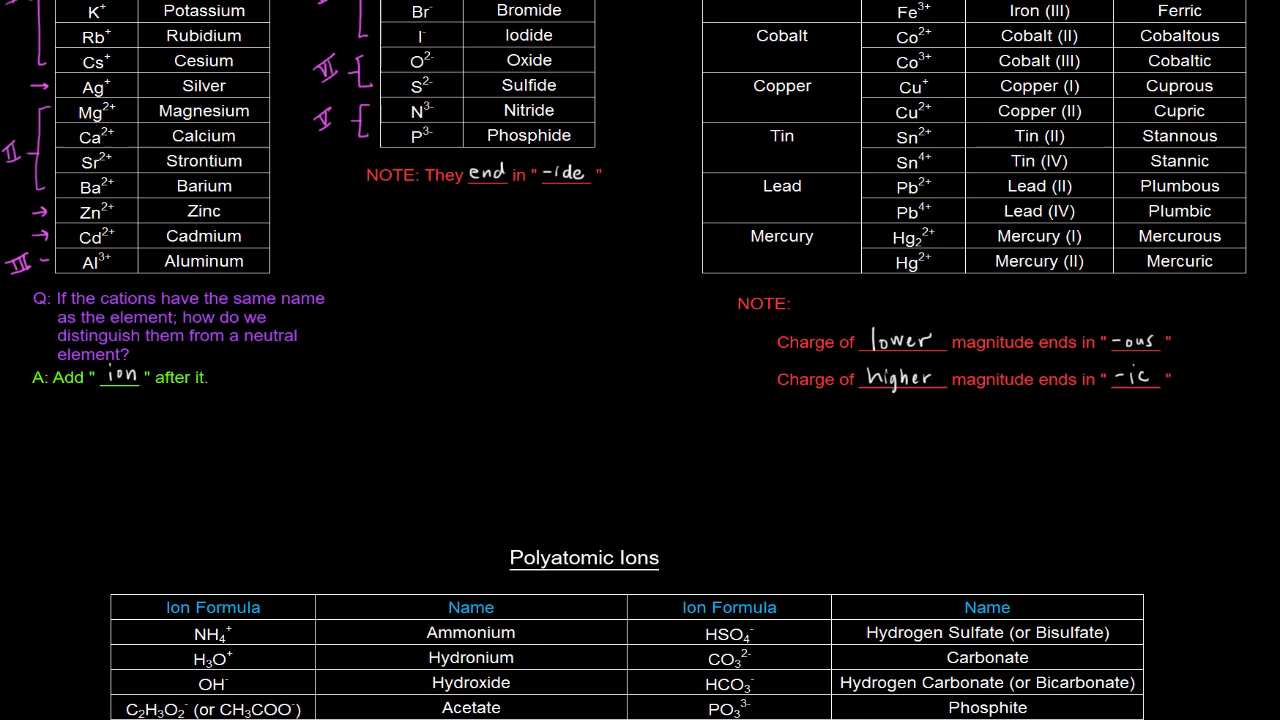 K⁺ Potassium
Rb⁺ Rubidium
Cs⁺ Cesium
Ag⁺ Silver
Mg²⁺ Magnesium
Ca²⁺ Calcium
II
Sr²⁺ Strontium
Ba²⁺ Barium
Zn²⁺ Zinc
Cd²⁺ Cadmium
III
Al³⁺ Aluminum
Q: If the cations have the same name
as the element; how do we
distinguish them from a neutral
element?
A: Add " ion " after it.
Br⁻ Bromide
I⁻ Iodide
VI
O²⁻ Oxide
S²⁻ Sulfide
V
N³⁻ Nitride
P³⁻ Phosphide
NOTE: They end in " -ide "
Fe³⁺ Iron (III) Ferric
Cobalt Co²⁺ Cobalt (II) Cobaltous
Co³⁺ Cobalt (III) Cobaltic
Copper Cu⁺ Copper (I) Cuprous
Cu²⁺ Copper (II) Cupric
Tin Sn²⁺ Tin (II) Stannous
Sn⁴⁺ Tin (IV) Stannic
Lead Pb²⁺ Lead (II) Plumbous
Pb⁴⁺ Lead (IV) Plumbic
Mercury Hg₂²⁺ Mercury (I) Mercurous
Hg²⁺ Mercury (II) Mercuric
NOTE:
Charge of lower magnitude ends in " -ous "
Charge of higher magnitude ends in " -ic "
Polyatomic Ions
Ion Formula Name Ion Formula Name
NH₄⁺ Ammonium HSO₄⁻ Hydrogen Sulfate (or Bisulfate)
H₃O⁺ Hydronium CO₃²⁻ Carbonate
OH⁻ Hydroxide HCO₃⁻ Hydrogen Carbonate (or Bicarbonate)
C₂H₃O₂⁻ (or CH₃COO⁻) Acetate PO₃³⁻ Phosphite